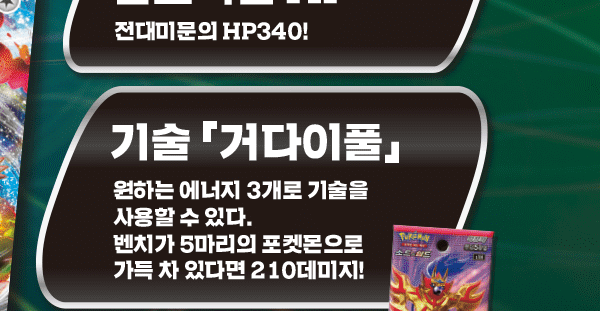 전대미문의 HP340!
기술 「거다이풀」
원하는 에너지 3개로 기술을
사용할 수 있다.
벤치가 5마리의 포켓몬으로
가득 차 있다면 210데미지!
POKÉMON